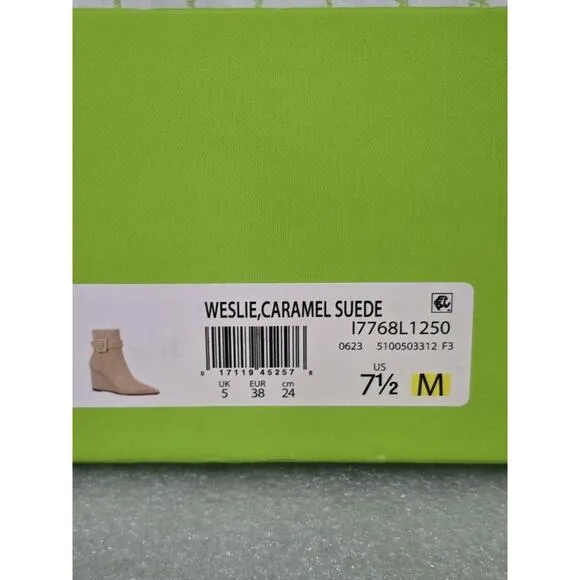 WESLIE,CARAMEL SUEDE
I7768L1250
0623 5100503312 F3
0 17119 45257 6
UK EUR cm
5 38 24
US
7½ M